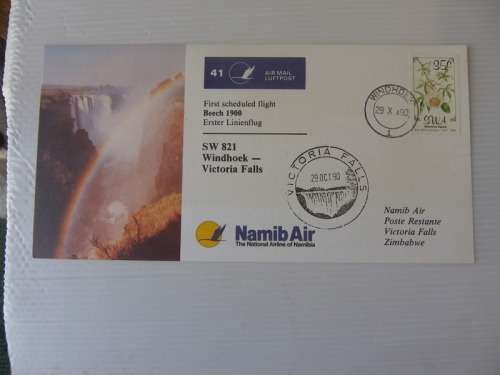 41
AIR MAIL
LUFTPOST
First scheduled flight
Beech 1900
Erster Linienflug
SW 821
Windhoek —
Victoria Falls
WINDHOEK
29 X 90
1
35c
SWA
VICTORIA FALLS
29 OCT 90
Namib Air
The National Airline of Namibia
Namib Air
Poste Restante
Victoria Falls
Zimbabwe